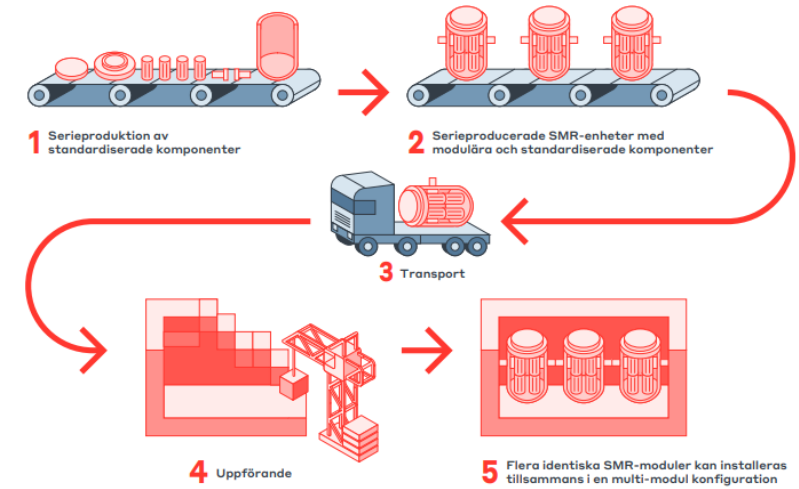 1 Serieproduktion av
standardiserade komponenter
2 Serieproducerade SMR-enheter med
modulära och standardiserade komponenter
3 Transport
4 Uppförande
5 Flera identiska SMR-moduler kan installeras
tillsammans i en multi-modul konfiguration